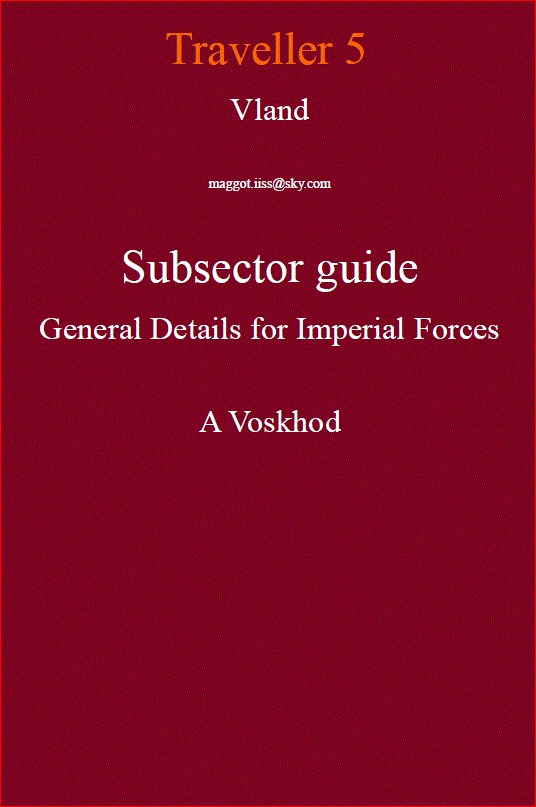 Traveller 5
Vland
maggot.iiss@sky.com
Subsector guide
General Details for Imperial Forces
A Voskhod